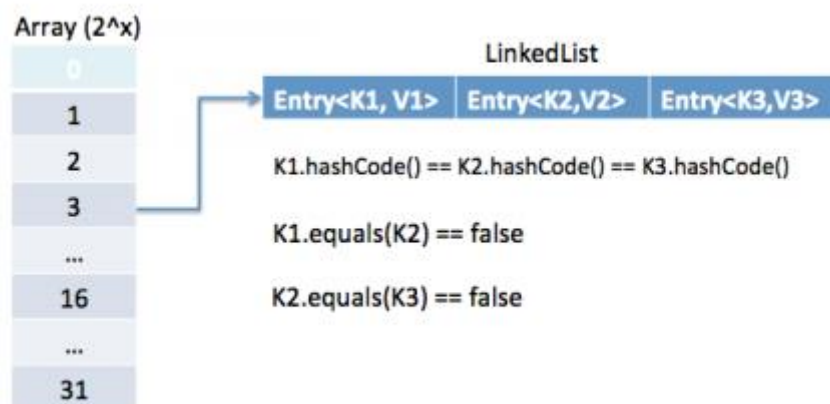 Array (2^x)
0
1
2
3
...
16
...
31
LinkedList
Entry<K1, V1> Entry<K2,V2> Entry<K3,V3>
K1.hashCode() == K2.hashCode() == K3.hashCode()
K1.equals(K2) == false
K2.equals(K3) == false